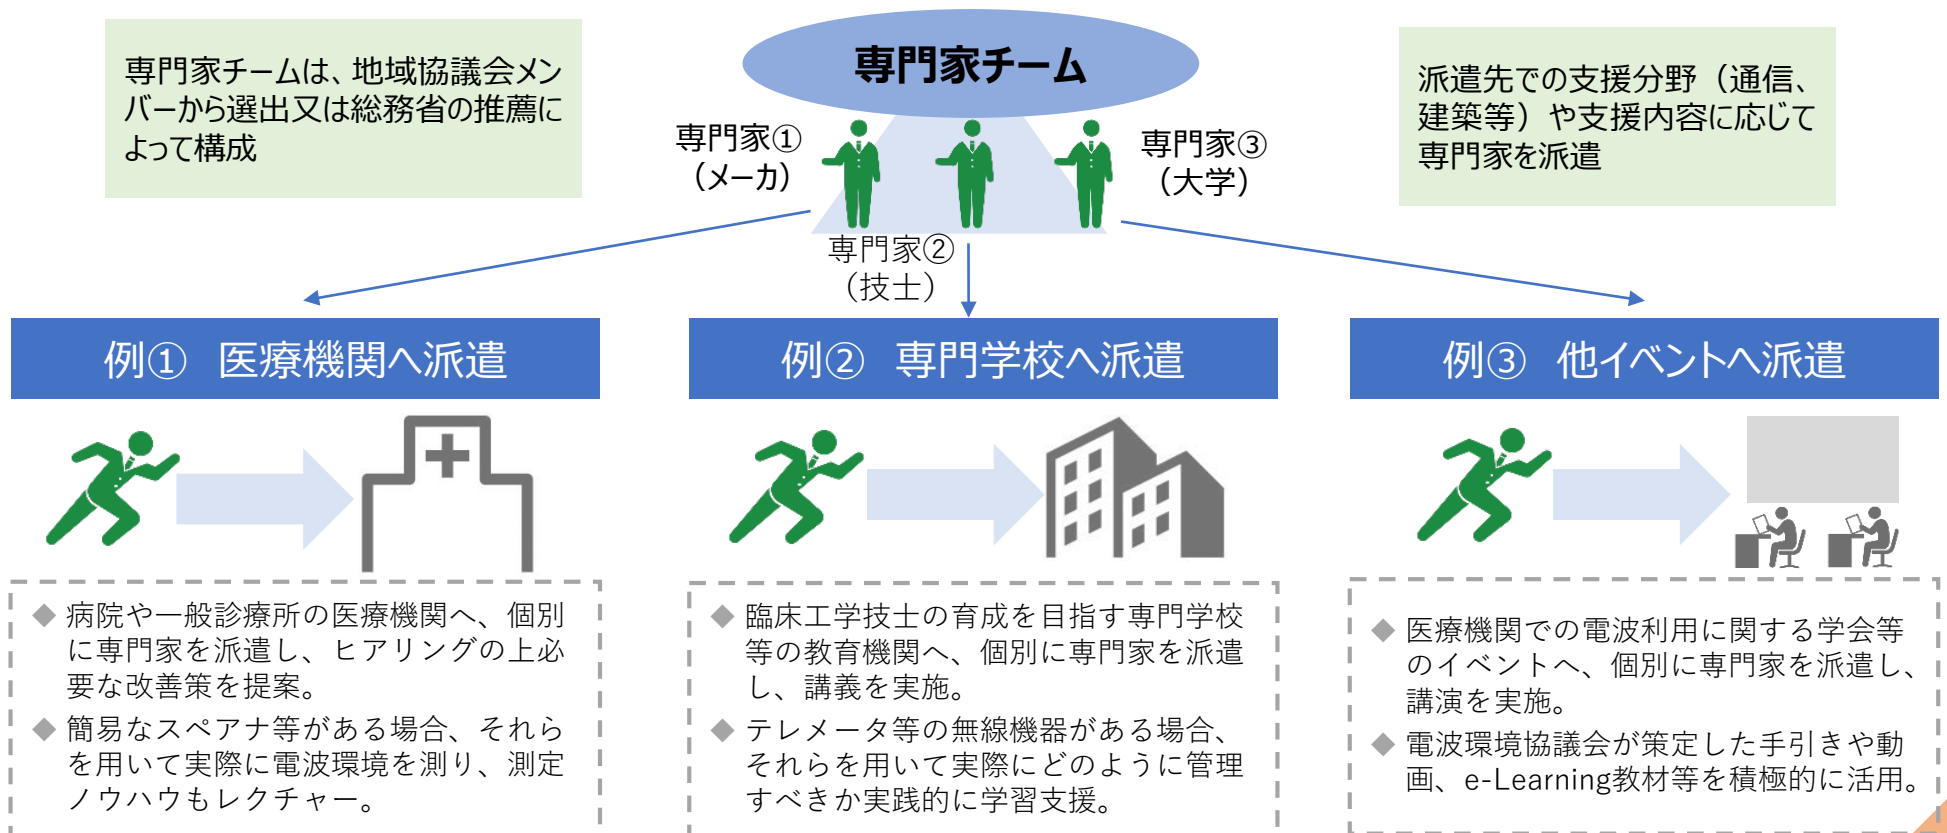 専門家チームは、地域協議会メン
バーから選出又は総務省の推薦に
よって構成
専門家チーム
派遣先での支援分野（通信、
建築等）や支援内容に応じて
専門家を派遣
専門家①
（メーカ）
専門家②
（技士）
専門家③
（大学）
例①　医療機関へ派遣
◆ 病院や一般診療所の医療機関へ、個別
に専門家を派遣し、ヒアリングの上必
要な改善策を提案。
◆ 簡易なスペアナ等がある場合、それら
を用いて実際に電波環境を測り、測定
ノウハウもレクチャー。
例②　専門学校へ派遣
◆ 臨床工学技士の育成を目指す専門学校
等の教育機関へ、個別に専門家を派遣
し、講義を実施。
◆ テレメータ等の無線機器がある場合、
それらを用いて実際にどのように管理
すべきか実践的に学習支援。
例③　他イベントへ派遣
◆ 医療機関での電波利用に関する学会等
のイベントへ、個別に専門家を派遣し、
講演を実施。
◆ 電波環境協議会が策定した手引きや動
画、e-Learning教材等を積極的に活用。